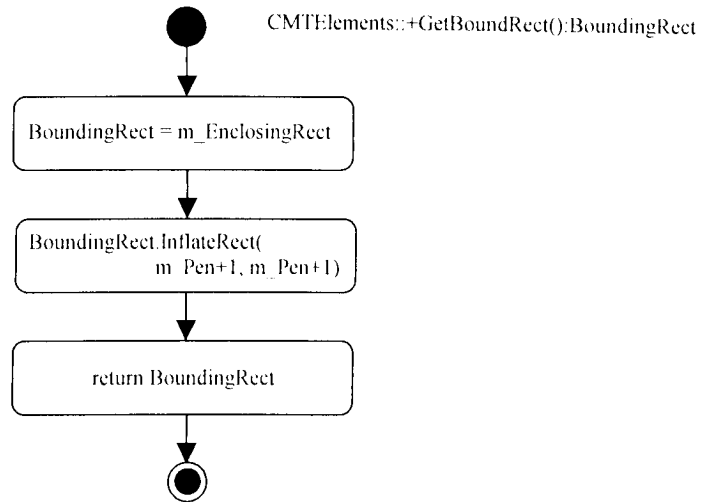 CMTElements::+GetBoundRect():BoundingRect
BoundingRect = m_EnclosingRect
BoundingRect.InflateRect(
m_Pen+1, m_Pen+1)
return BoundingRect